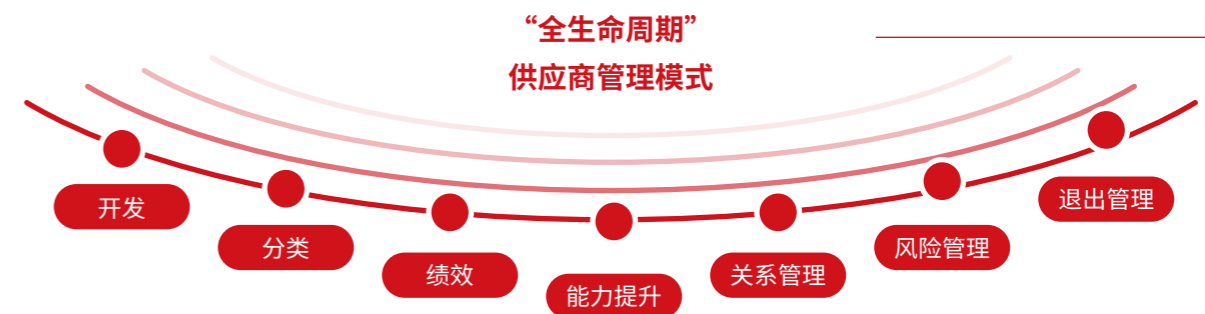 “全生命周期”
供应商管理模式
开发
分类
绩效
能力提升
关系管理
风险管理
退出管理